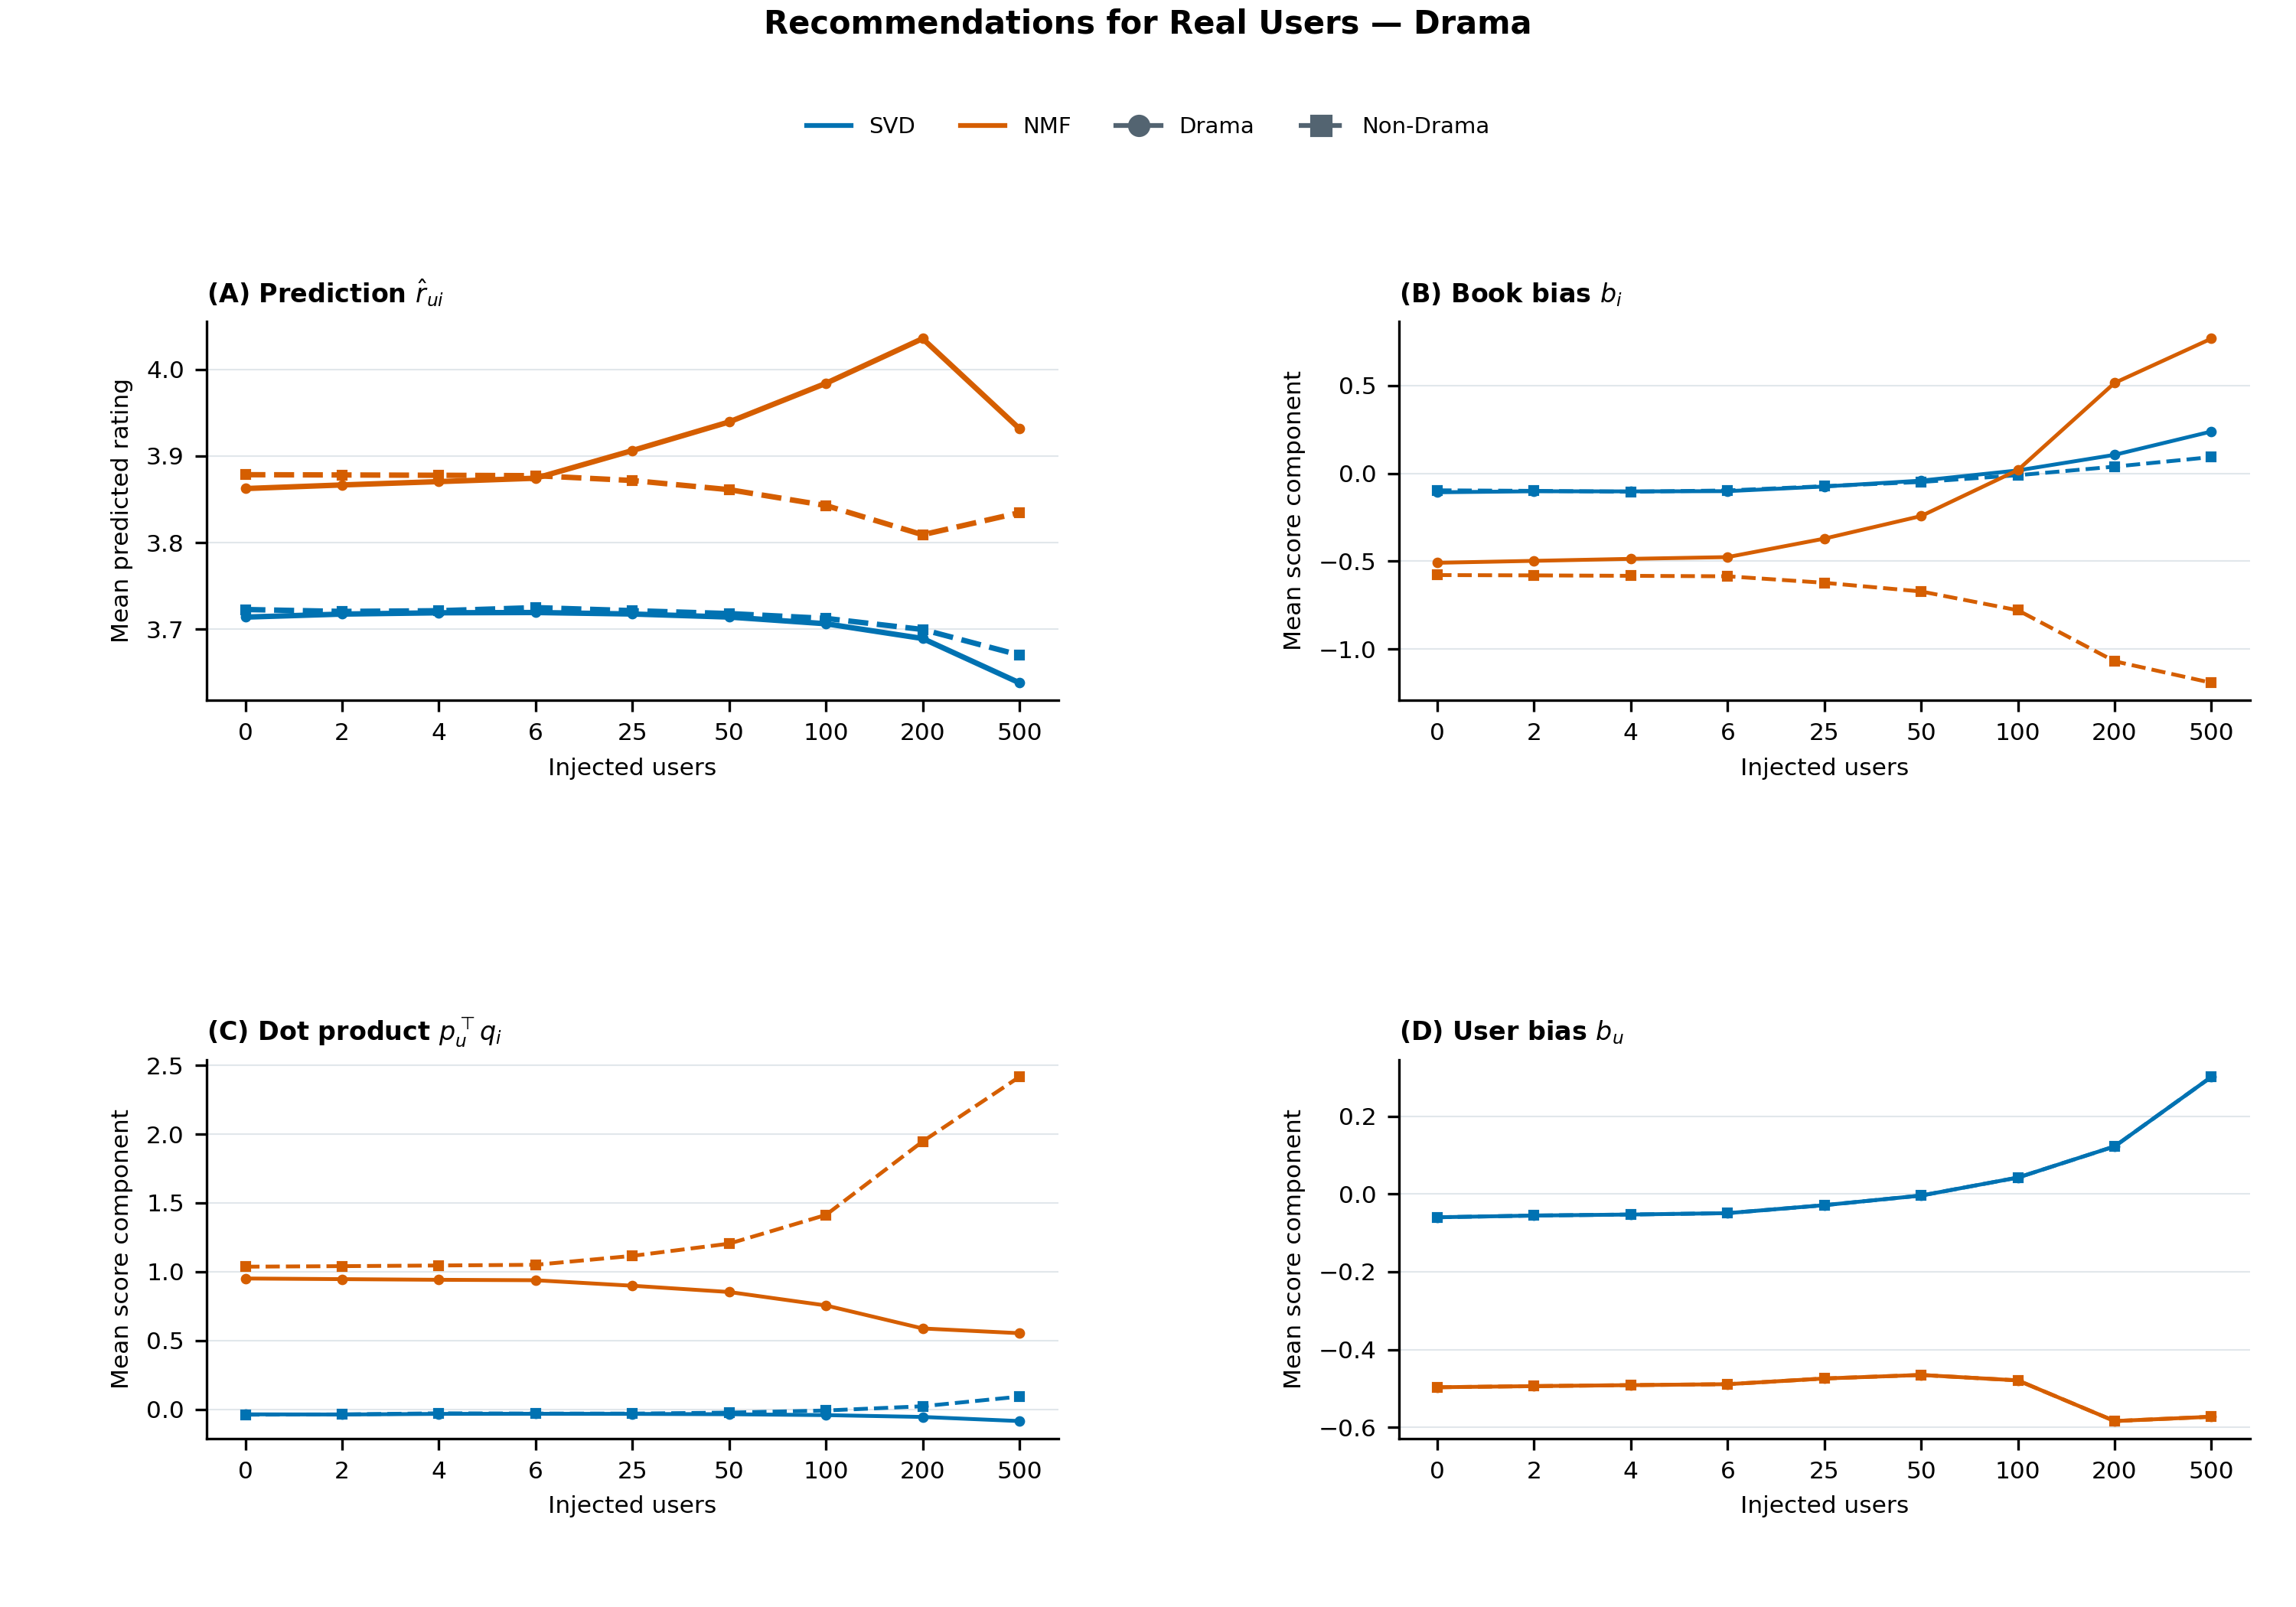 Recommendations for Real Users — Drama
SVD NMF Drama Non-Drama
(A) Prediction r̂ui
Mean predicted rating
4.0
3.9
3.8
3.7
0 2 4 6 25 50 100 200 500
Injected users
(B) Book bias bi
Mean score component
0.5
0.0
−0.5
−1.0
0 2 4 6 25 50 100 200 500
Injected users
(C) Dot product pu⊤qi
Mean score component
2.5
2.0
1.5
1.0
0.5
0.0
0 2 4 6 25 50 100 200 500
Injected users
(D) User bias bu
Mean score component
0.2
0.0
−0.2
−0.4
−0.6
0 2 4 6 25 50 100 200 500
Injected users